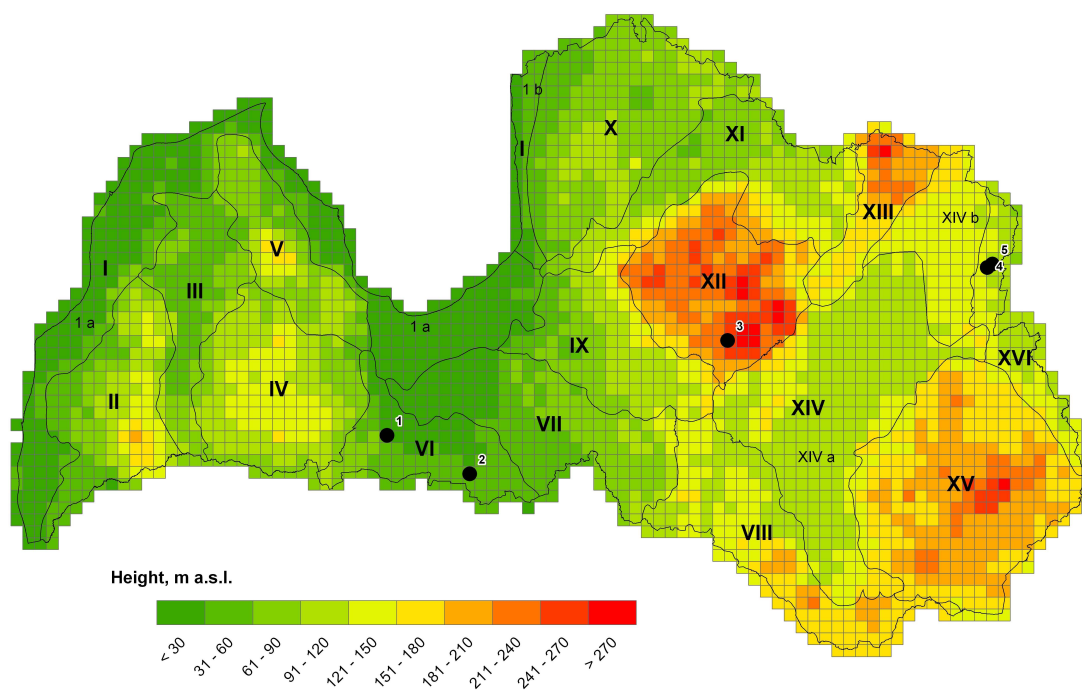 1 b
I
X
XI
XIII
XIV b
5
4
V
I
III
XII
1 a
1 a
3
IX
XVI
II
IV
XIV
1
VII
VI
XIV a
2
XV
VIII
Height, m a.s.l.
< 30
31 - 60
61 - 90
91 - 120
121 - 150
151 - 180
181 - 210
211 - 240
241 - 270
> 270